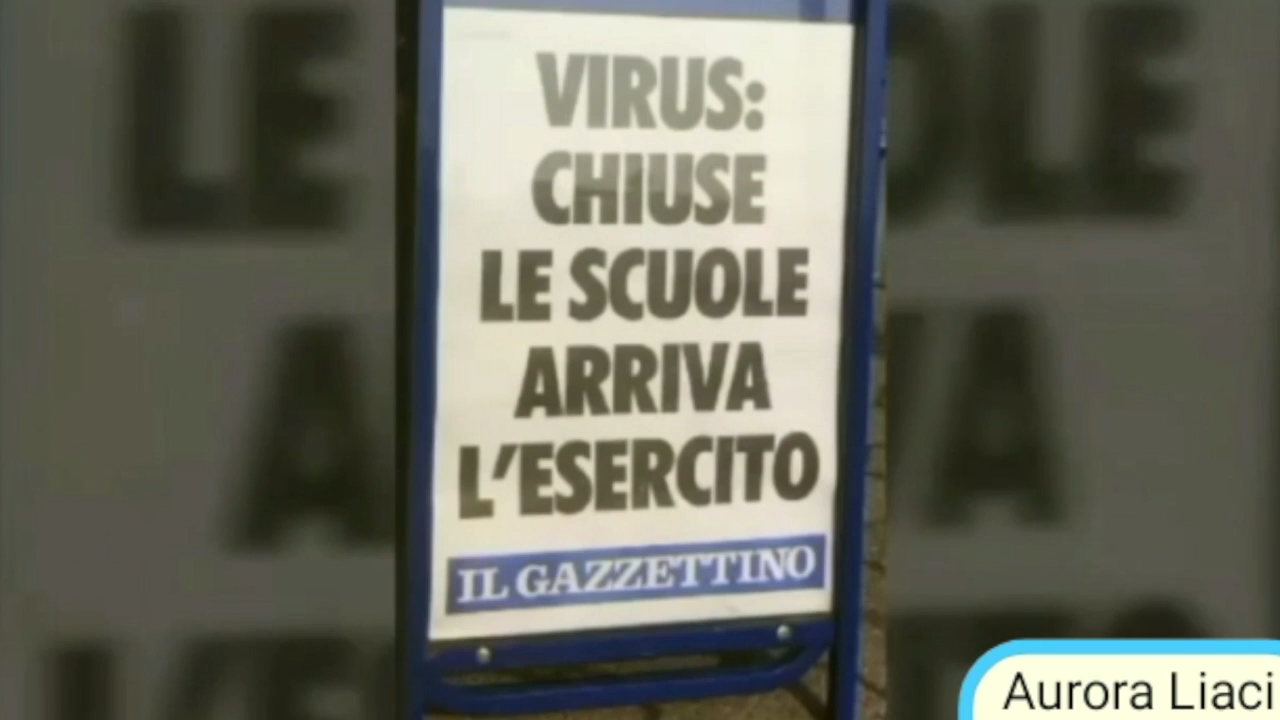 VIRUS:
CHIUSE
LE SCUOLE
ARRIVA
L'ESERCITO
IL GAZZETTINO
Aurora Liaci